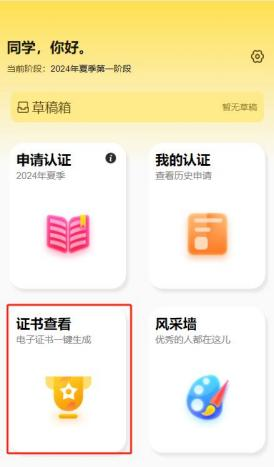 同学，你好。
当前阶段：2024年夏季第一阶段
草稿箱 暂无草稿
申请认证 我的认证
2024年夏季 查看历史申请
证书查看 风采墙
电子证书一键生成 优秀的人都在这儿